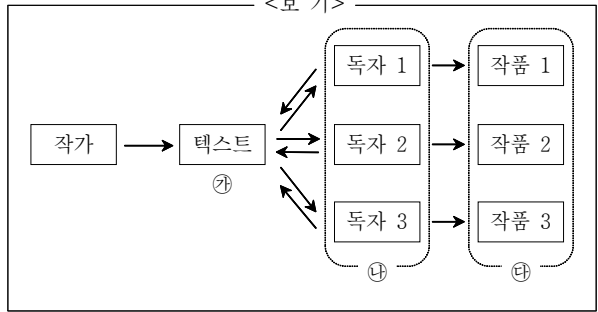 <보 기>
독자 1 작품 1
작가 텍스트 독자 2 작품 2
㉮
독자 3 작품 3
㉯ ㉰